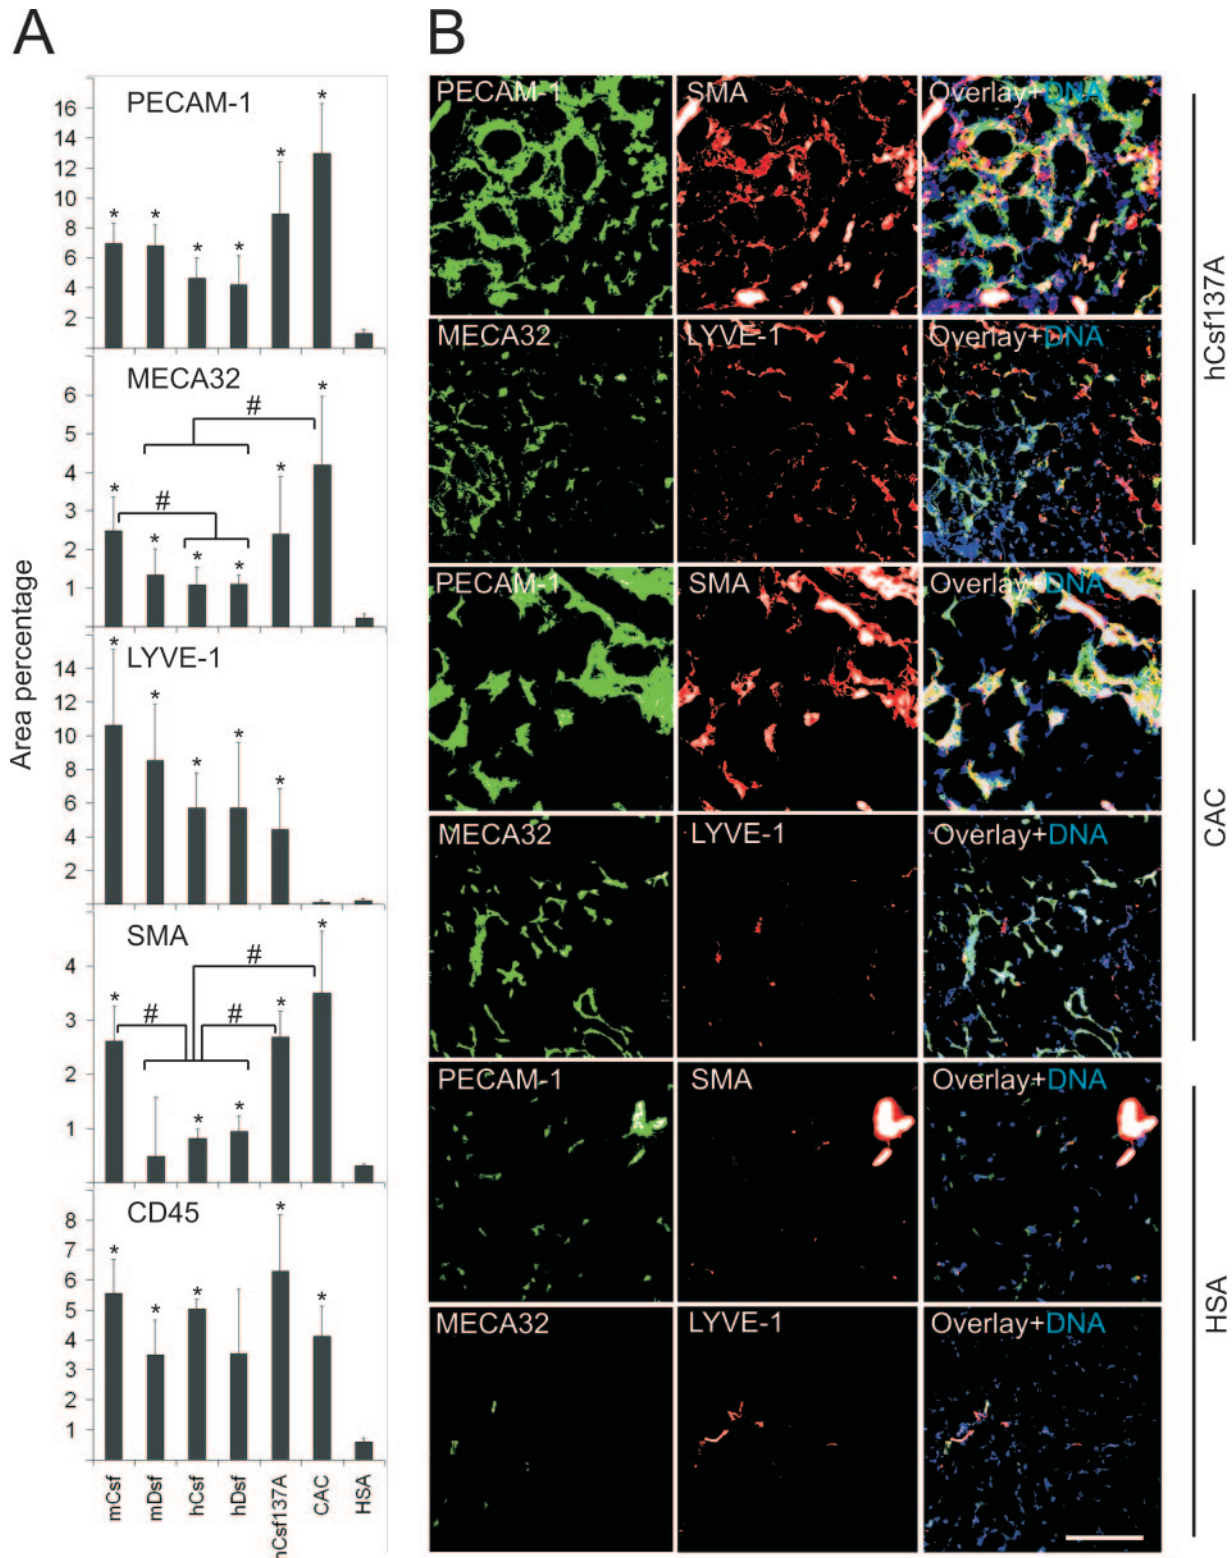 A
B
Area percentage
PECAM-1
16
14
12
10
8
6
4
2
*
*
*
*
*
*
MECA32
6
5
4
3
2
1
*
*
*
*
*
*
#
#
LYVE-1
14
12
10
8
6
4
2
*
*
*
*
*
SMA
4
3
2
1
*
*
*
*
*
#
#
#
CD45
8
7
6
5
4
3
2
1
*
*
*
*
*
mCsf
mDsf
hCsf
hDsf
hCsf137A
CAC
HSA
PECAM-1
SMA
Overlay+DNA
MECA32
LYVE-1
Overlay+DNA
hCsf137A
PECAM-1
SMA
Overlay+DNA
MECA32
LYVE-1
Overlay+DNA
CAC
PECAM-1
SMA
Overlay+DNA
MECA32
LYVE-1
Overlay+DNA
HSA